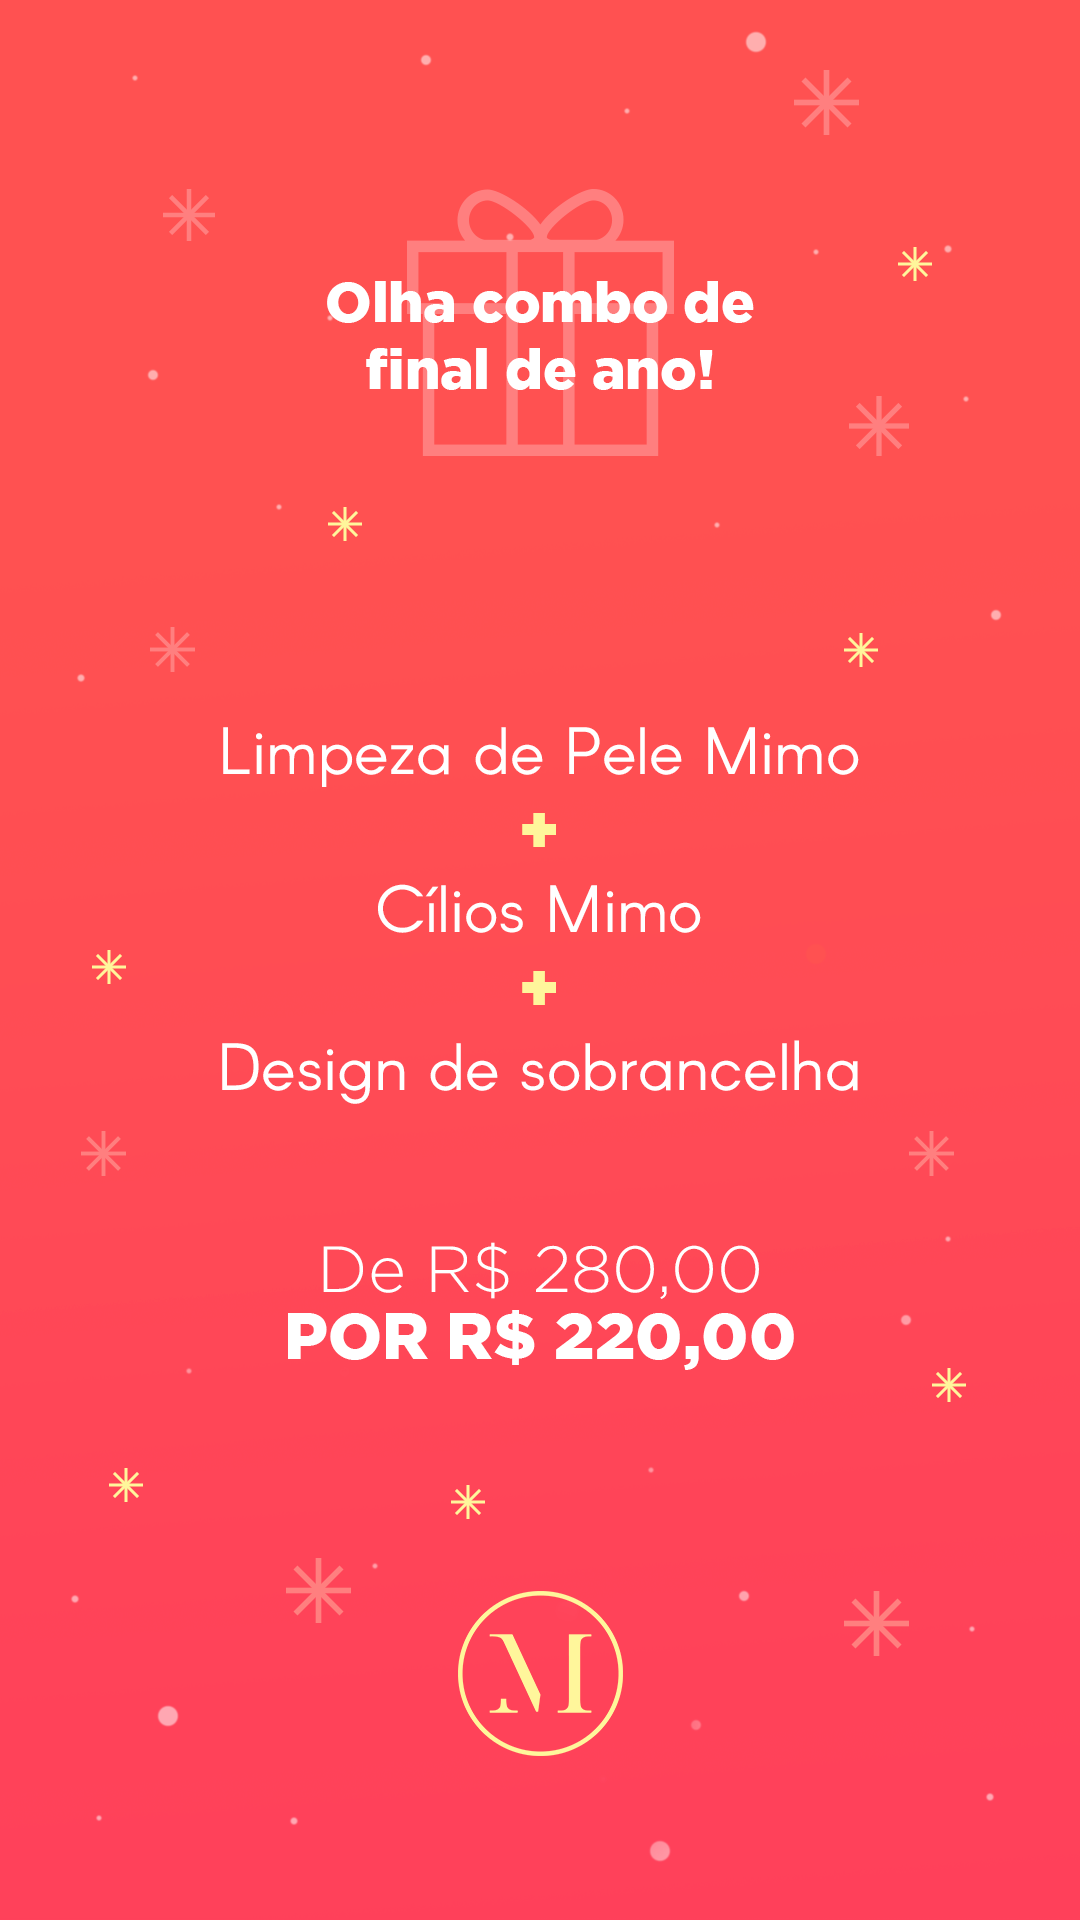 Olha combo de
final de ano!
Limpeza de Pele Mimo
+
Cílios Mimo
+
Design de sobrancelha
De R$ 280,00
POR R$ 220,00
M